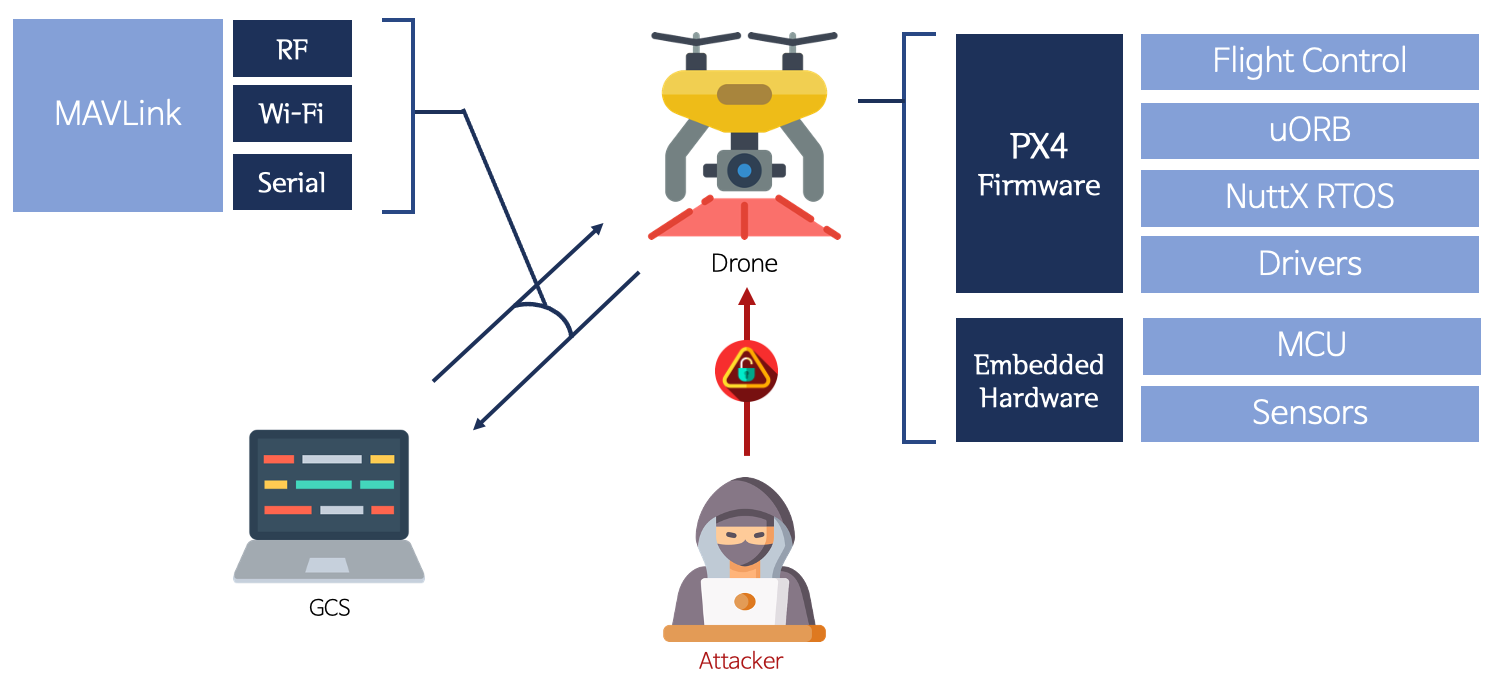 MAVLink
RF
Wi-Fi
Serial
Drone
GCS
Attacker
PX4
Firmware
Flight Control
uORB
NuttX RTOS
Drivers
Embedded
Hardware
MCU
Sensors